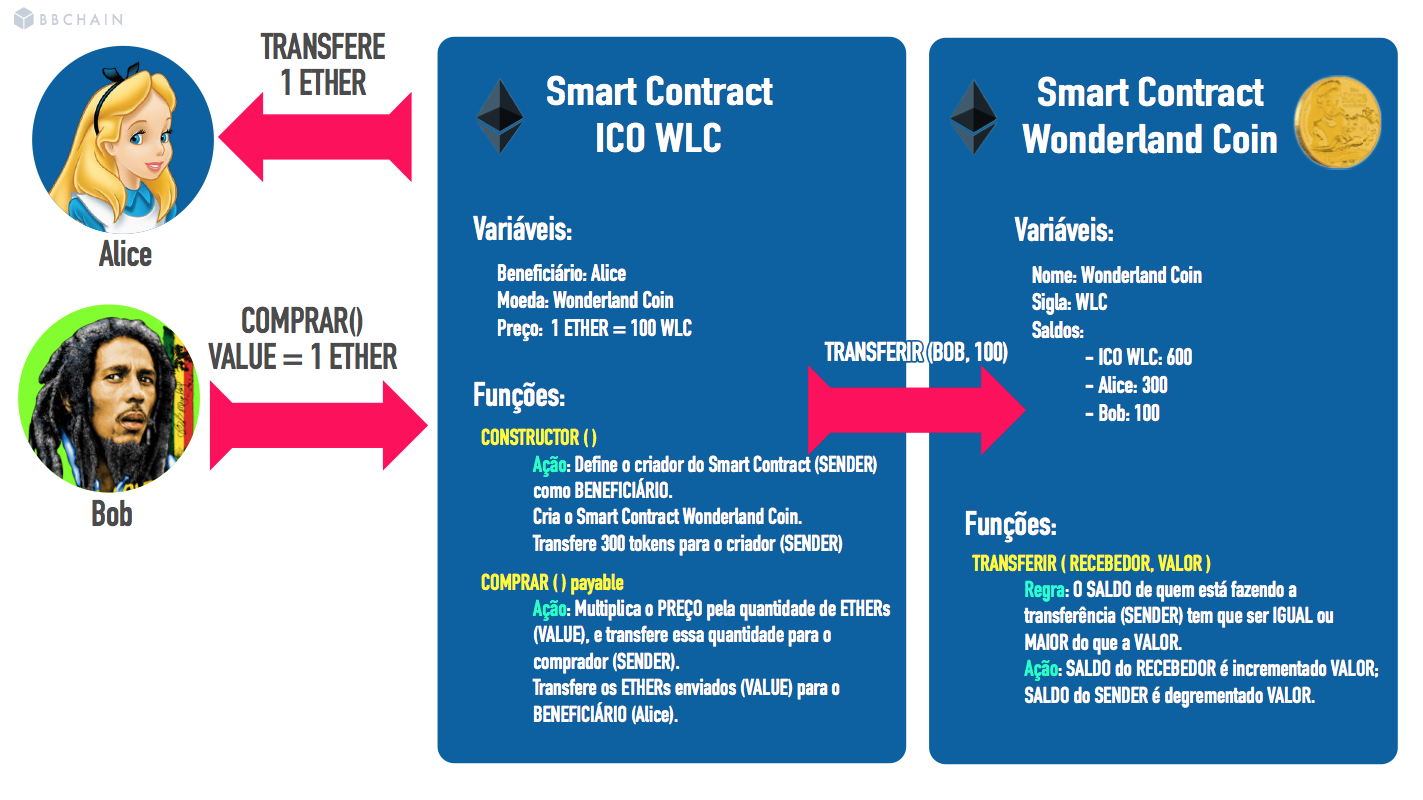 BBCHAIN
TRANSFERE
1 ETHER
Alice
COMPRAR()
VALUE = 1 ETHER
Bob
Smart Contract
ICO WLC
Variáveis:
Beneficiário: Alice
Moeda: Wonderland Coin
Preço: 1 ETHER = 100 WLC
Funções:
CONSTRUCTOR ( )
Ação: Define o criador do Smart Contract (SENDER)
como BENEFICIÁRIO.
Cria o Smart Contract Wonderland Coin.
Transfere 300 tokens para o criador (SENDER)
COMPRAR ( ) payable
Ação: Multiplica o PREÇO pela quantidade de ETHERs
(VALUE), e transfere essa quantidade para o
comprador (SENDER).
Transfere os ETHERs enviados (VALUE) para o
BENEFICIÁRIO (Alice).
TRANSFERIR (BOB, 100)
Smart Contract
Wonderland Coin
Variáveis:
Nome: Wonderland Coin
Sigla: WLC
Saldos:
- ICO WLC: 600
- Alice: 300
- Bob: 100
Funções:
TRANSFERIR ( RECEBEDOR, VALOR )
Regra: O SALDO de quem está fazendo a
transferência (SENDER) tem que ser IGUAL ou
MAIOR do que a VALOR.
Ação: SALDO do RECEBEDOR é incrementado VALOR;
SALDO do SENDER é degrementado VALOR.